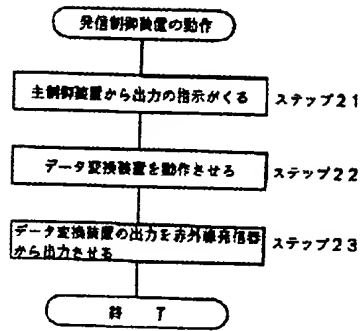 発信制御装置の動作
主制御装置から出力の指示がくる
ステップ21
データ変換装置を動作させる
ステップ22
データ変換装置の出力を赤外線発信器
から出力させる
ステップ23
終 了